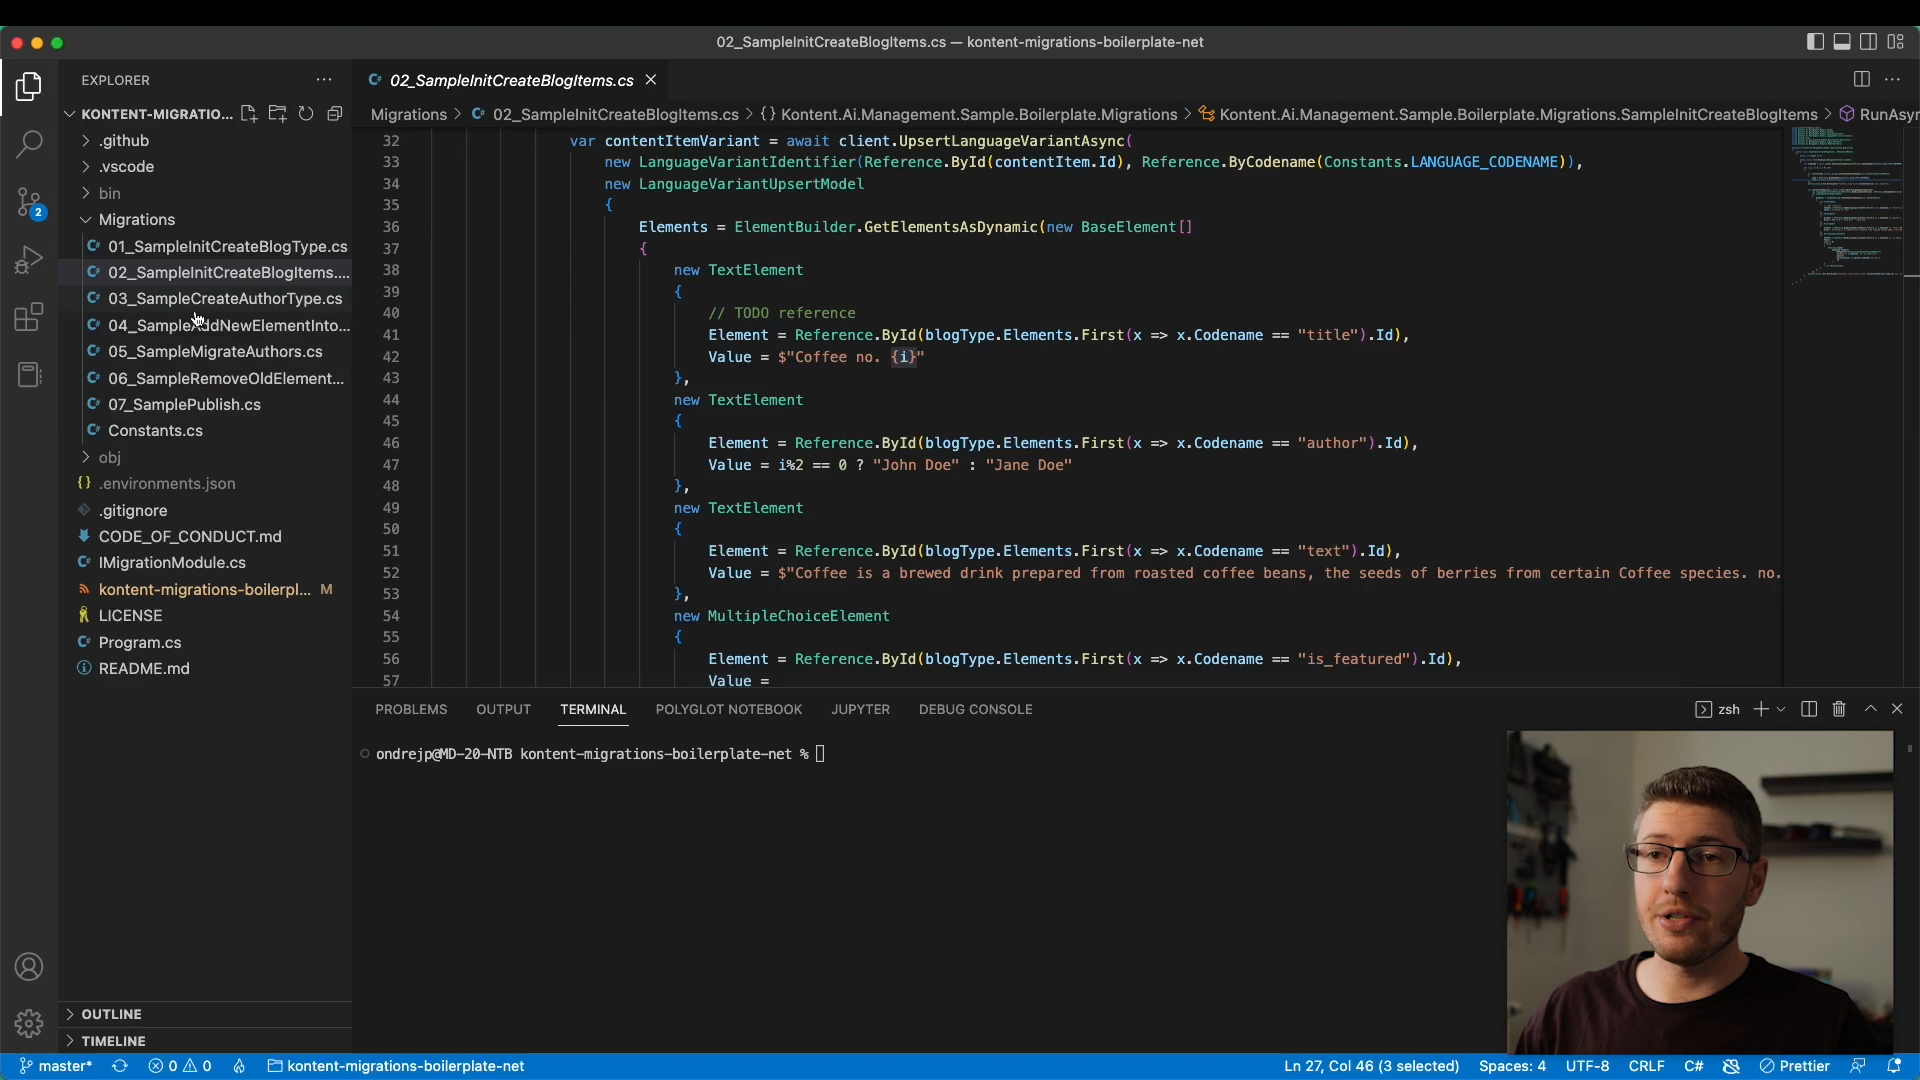 02_SampleInitCreateBlogItems.cs — kontent-migrations-boilerplate-net
EXPLORER
KONTENT-MIGRATIO...
.github
.vscode
bin
Migrations
01_SampleInitCreateBlogType.cs
02_SampleInitCreateBlogItems....
03_SampleCreateAuthorType.cs
04_SampleAddNewElementInto...
05_SampleMigrateAuthors.cs
06_SampleRemoveOldElement...
07_SamplePublish.cs
Constants.cs
obj
.environments.json
.gitignore
CODE_OF_CONDUCT.md
IMigrationModule.cs
kontent-migrations-boilerpl... M
LICENSE
Program.cs
README.md
OUTLINE
TIMELINE
2
02_SampleInitCreateBlogItems.cs
Migrations > 02_SampleInitCreateBlogItems.cs > {} Kontent.Ai.Management.Sample.Boilerplate.Migrations > Kontent.Ai.Management.Sample.Boilerplate.Migrations.SampleInitCreateBlogItems > RunAsyn
32 var contentItemVariant = await client.UpsertLanguageVariantAsync(
33 new LanguageVariantIdentifier(Reference.ById(contentItem.Id), Reference.ByCodename(Constants.LANGUAGE_CODENAME)),
34 new LanguageVariantUpsertModel
35 {
36 Elements = ElementBuilder.GetElementsAsDynamic(new BaseElement[]
37 {
38 new TextElement
39 {
40 // TODO reference
41 Element = Reference.ById(blogType.Elements.First(x => x.Codename == "title").Id),
42 Value = $"Coffee no. {i}"
43 },
44 new TextElement
45 {
46 Element = Reference.ById(blogType.Elements.First(x => x.Codename == "author").Id),
47 Value = i%2 == 0 ? "John Doe" : "Jane Doe"
48 },
49 new TextElement
50 {
51 Element = Reference.ById(blogType.Elements.First(x => x.Codename == "text").Id),
52 Value = $"Coffee is a brewed drink prepared from roasted coffee beans, the seeds of berries from certain Coffee species. no.
53 },
54 new MultipleChoiceElement
55 {
56 Element = Reference.ById(blogType.Elements.First(x => x.Codename == "is_featured").Id),
57 Value =
PROBLEMS OUTPUT TERMINAL POLYGLOT NOTEBOOK JUPYTER DEBUG CONSOLE
zsh
ondrejp@MD-20-NTB kontent-migrations-boilerplate-net %
master* 0 0 kontent-migrations-boilerplate-net
Ln 27, Col 46 (3 selected) Spaces: 4 UTF-8 CRLF C# Prettier